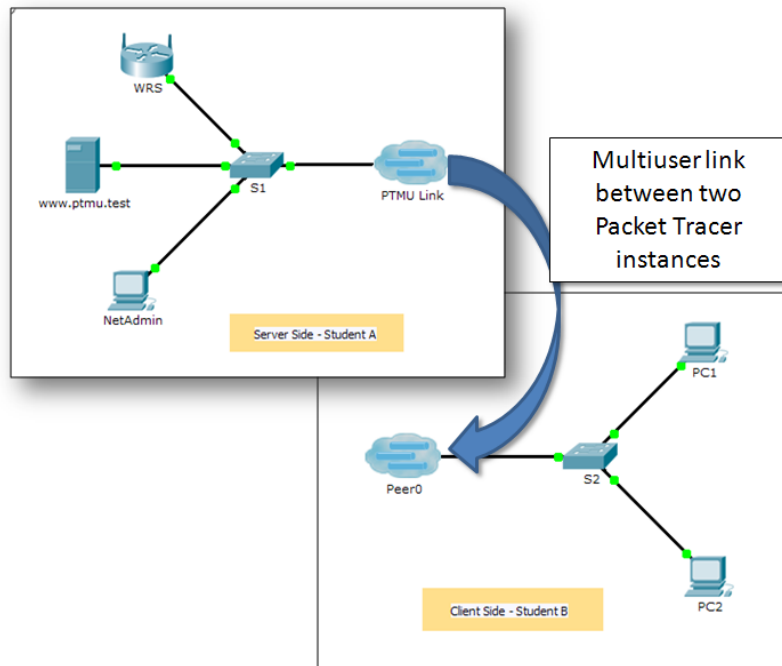 WRS
S1
www.ptmu.test
PTMU Link
NetAdmin
Server Side - Student A
Multiuser link
between two
Packet Tracer
instances
PC1
Peer0
S2
PC2
Client Side - Student B